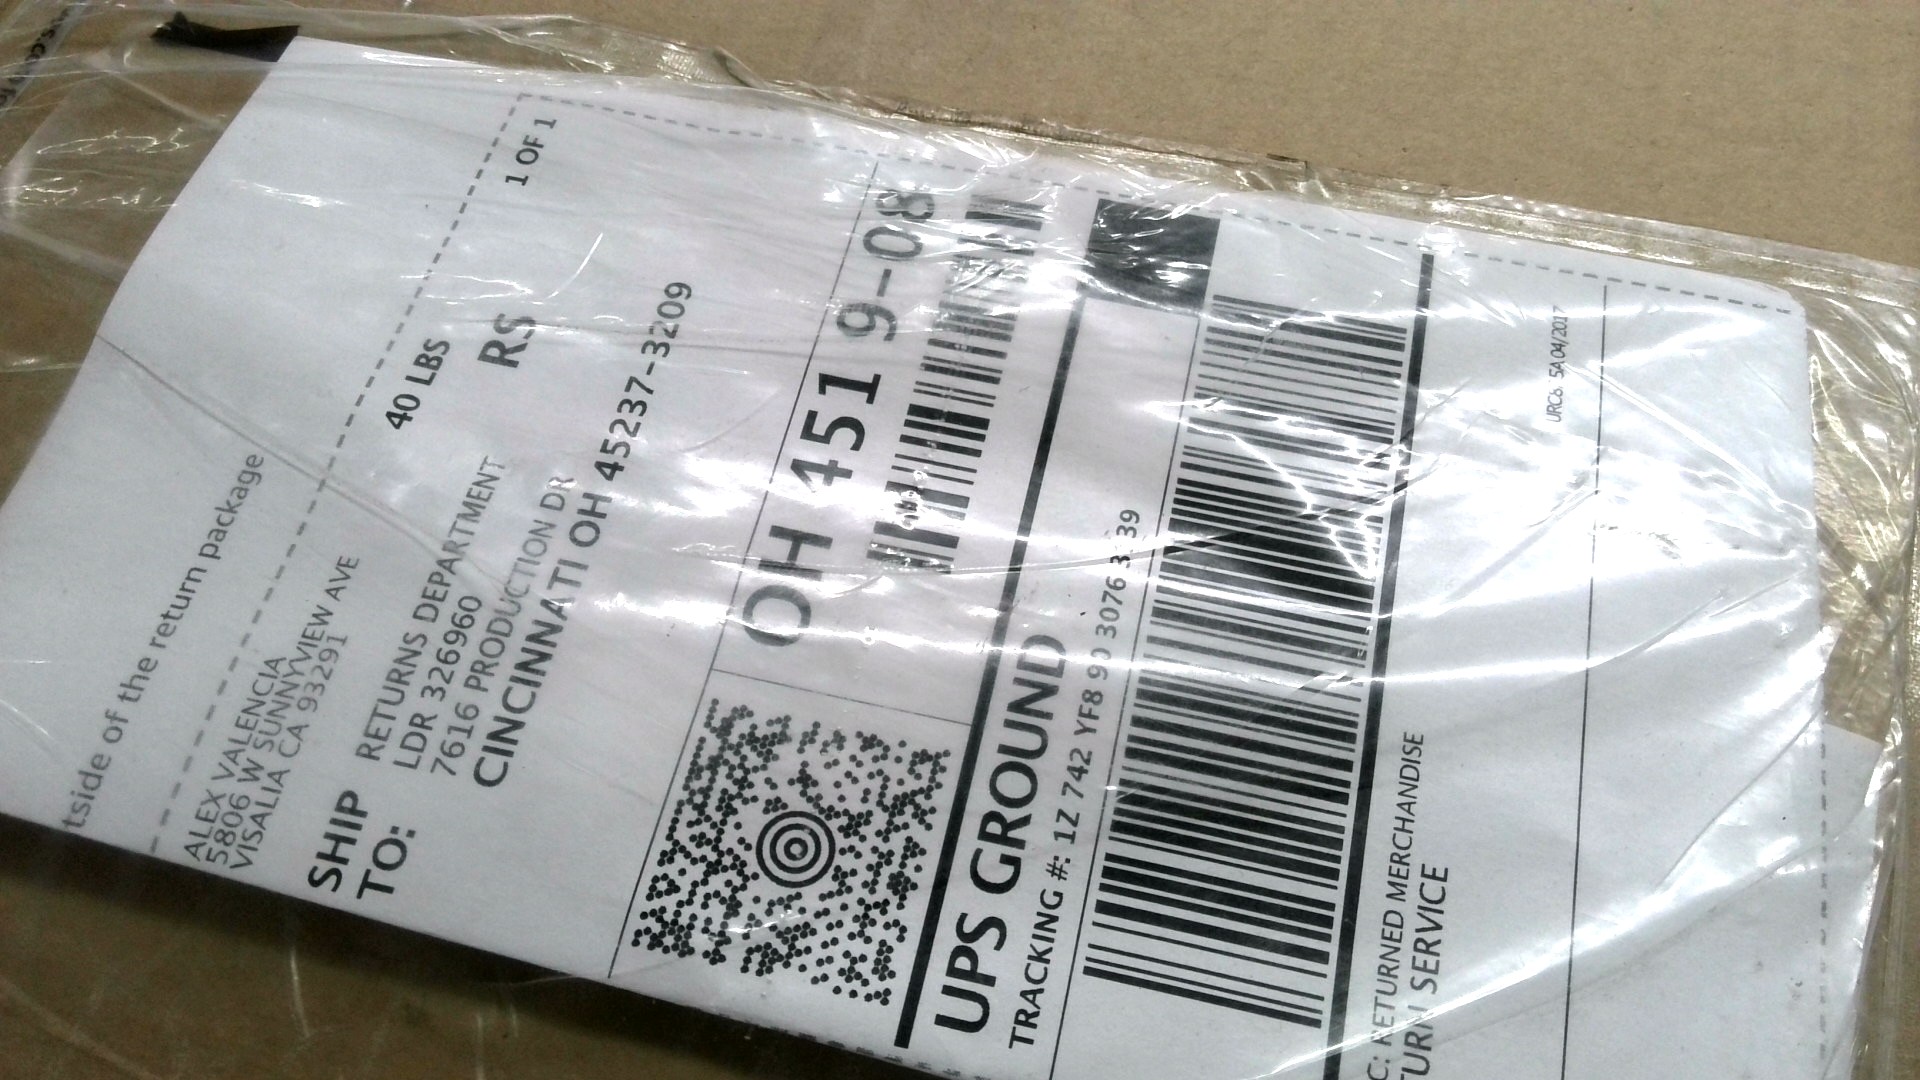 tside of the return package
ALEX VALENCIA
5806 W SUNNYVIEW AVE
VISALIA CA 93291
40 LBS
1 OF 1
RS
SHIP
TO:
RETURNS DEPARTMENT
LDR 326960
7616 PRODUCTION DR
CINCINNATI OH 45237-3209
OH 451 9-08
UPS GROUND
TRACKING #: 1Z 742 YF8 90 3076
C: RETURNED MERCHANDISE
TURN SERVICE
5A 04/2017